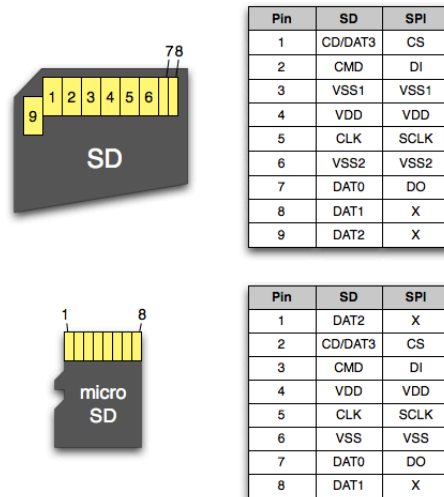 78
1 2 3 4 5 6
9
SD
Pin SD SPI
1 CD/DAT3 CS
2 CMD DI
3 VSS1 VSS1
4 VDD VDD
5 CLK SCLK
6 VSS2 VSS2
7 DAT0 DO
8 DAT1 X
9 DAT2 X
1 8
micro
SD
Pin SD SPI
1 DAT2 X
2 CD/DAT3 CS
3 CMD DI
4 VDD VDD
5 CLK SCLK
6 VSS VSS
7 DAT0 DO
8 DAT1 X